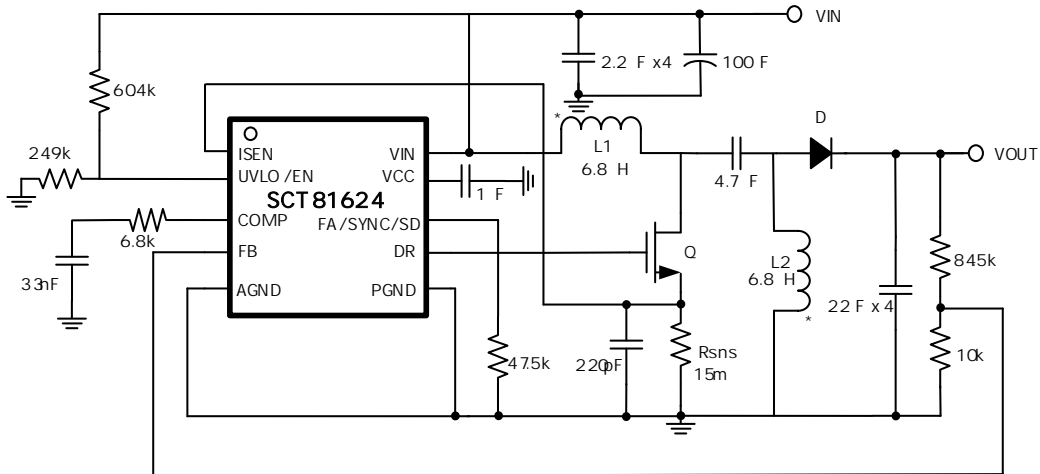 VIN
2.2 F x4
100 F
604k
D
ISEN
VIN
L1
6.8 H
VOUT
249k
UVLO /EN
VCC
1 F
4.7 F
SCT81624
COMP
FA/SYNC/SD
6.8k
FB
DR
Q
L2
6.8 H
845k
33nF
AGND
PGND
22 F x 4
47.5k
220pF
Rsns
15m
10k
*
*